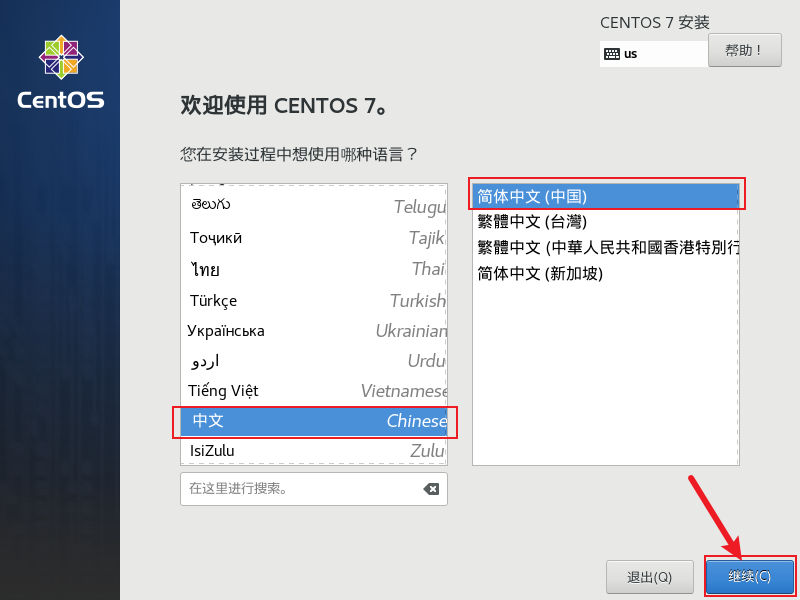 CENTOS 7 安装
us
帮助！
CentOS
欢迎使用 CENTOS 7。
您在安装过程中想使用哪种语言？
తెలుగు Telugu
Тоҷикӣ Tajik
ไทย Thai
Türkçe Turkish
Українська Ukrainian
اردو Urdu
Tiếng Việt Vietnamese
中文 Chinese
IsiZulu Zulu
在这里进行搜索。
简体中文 (中国)
繁體中文 (台灣)
繁體中文 (中華人民共和國香港特別行
简体中文 (新加坡)
退出(Q)
继续(C)